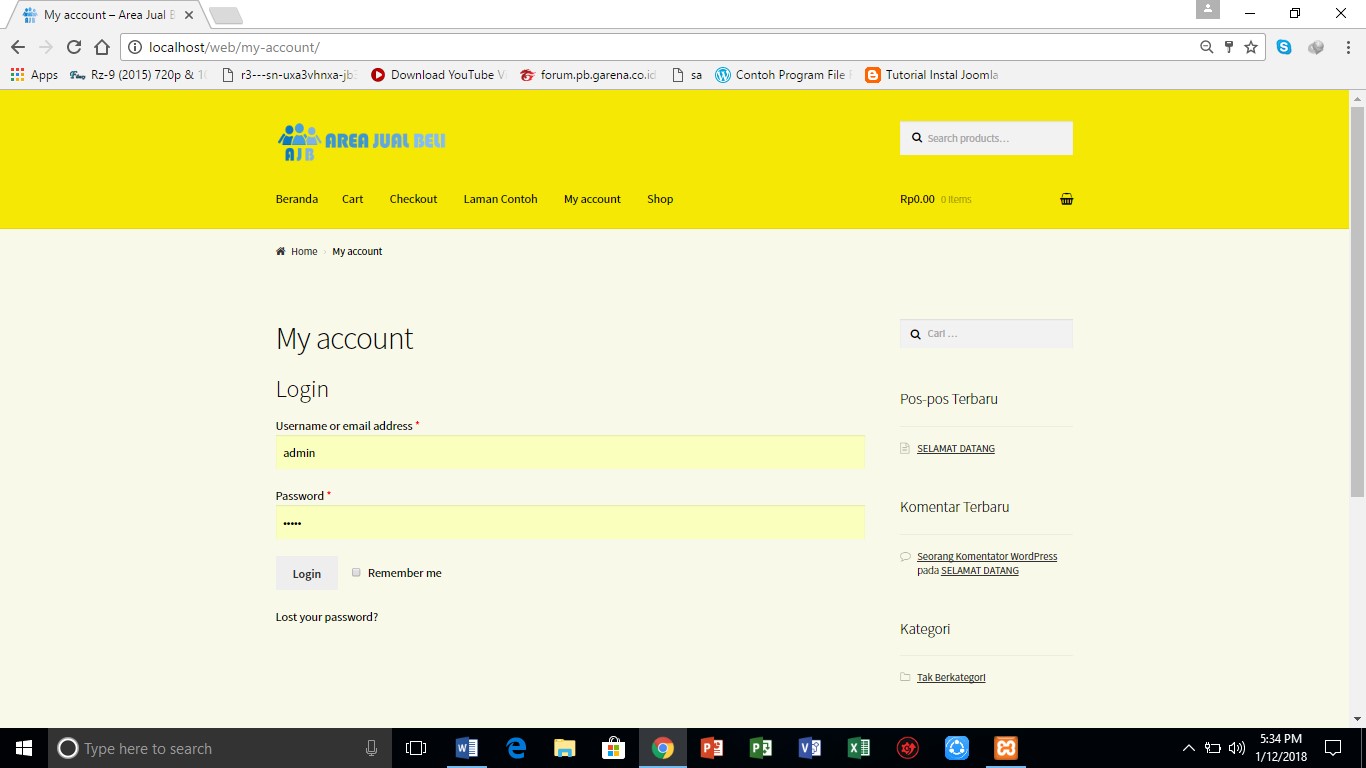 My account – Area Jual B
localhost/web/my-account/
Apps Rz-9 (2015) 720p & 10 r3---sn-uxa3vhnxa-jb3 Download YouTube Vi forum.pb.garena.co.id sa Contoh Program File Tutorial Instal Joomla
AJB AREA JUAL BELI
Search products…
Beranda Cart Checkout Laman Contoh My account Shop
Rp0.00 0 items
Home › My account
My account
Login
Username or email address *
admin
Password *
•••••
Login Remember me
Lost your password?
Cari …
Pos-pos Terbaru
SELAMAT DATANG
Komentar Terbaru
Seorang Komentator WordPress
pada SELAMAT DATANG
Kategori
Tak Berkategori
Type here to search
5:34 PM
1/12/2018